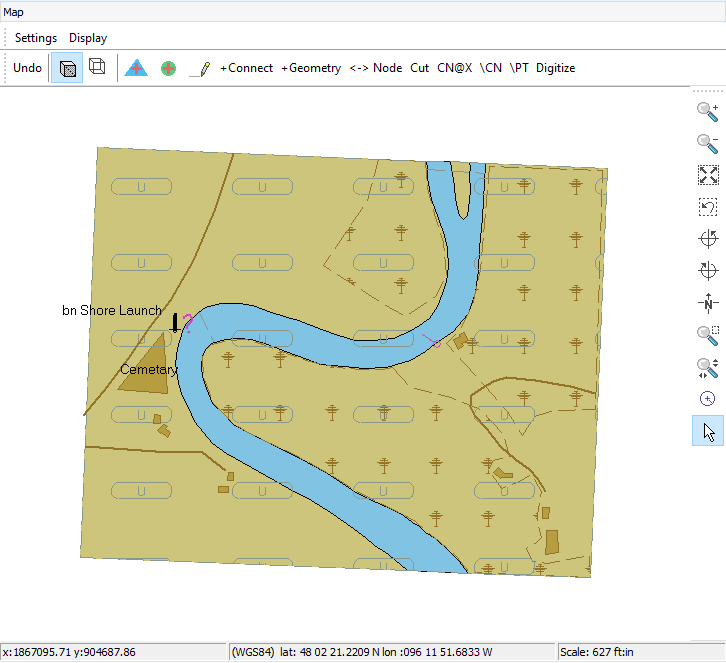 Map
Settings Display
Undo +Connect +Geometry <-> Node Cut CN@X \CN \PT Digitize
U U U U
U U U U
bn Shore Launch
?
U U U U
Cemetary
U U U U
U U U U
U U U U
N
x:1867095.71 y:904687.86 (WGS84) lat: 48 02 21.2209 N lon :096 11 51.6833 W Scale: 627 ft:in